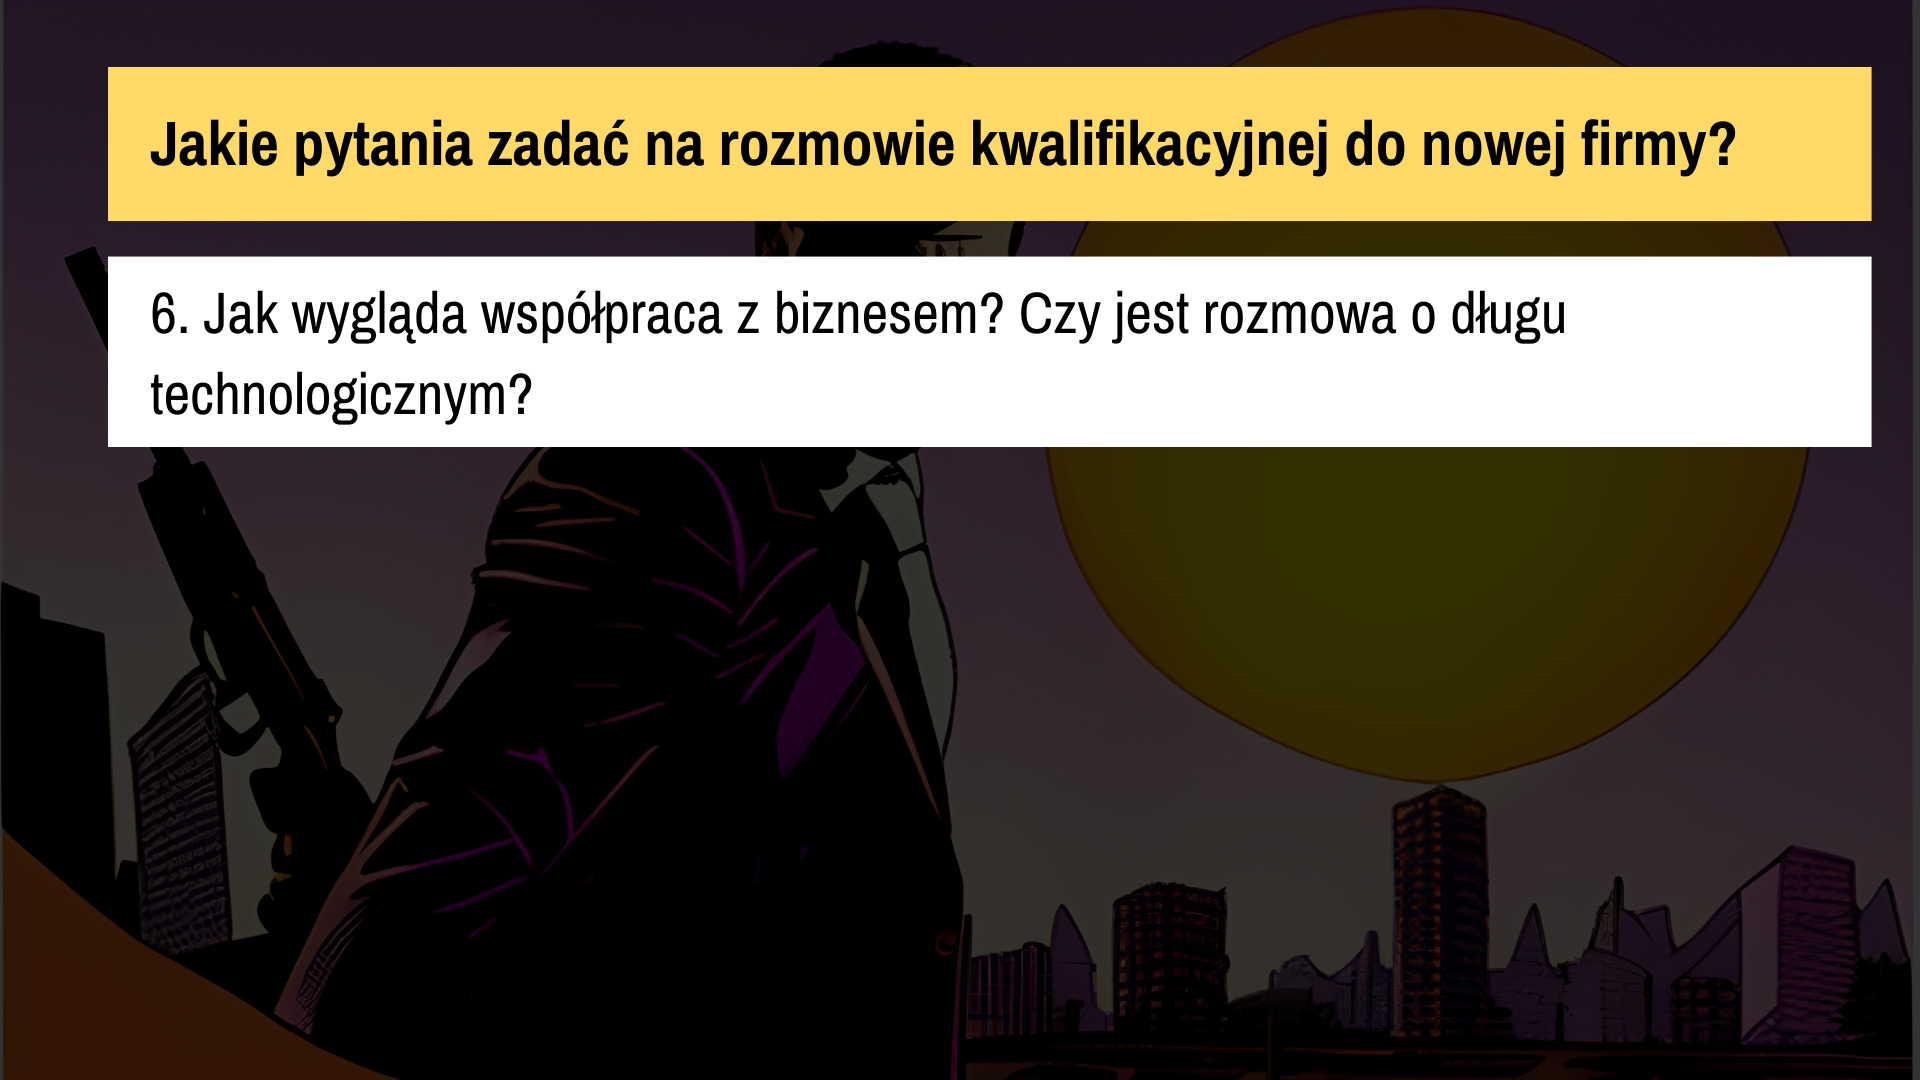 Jakie pytania zadać na rozmowie kwalifikacyjnej do nowej firmy?
6. Jak wygląda współpraca z biznesem? Czy jest rozmowa o długu
technologicznym?